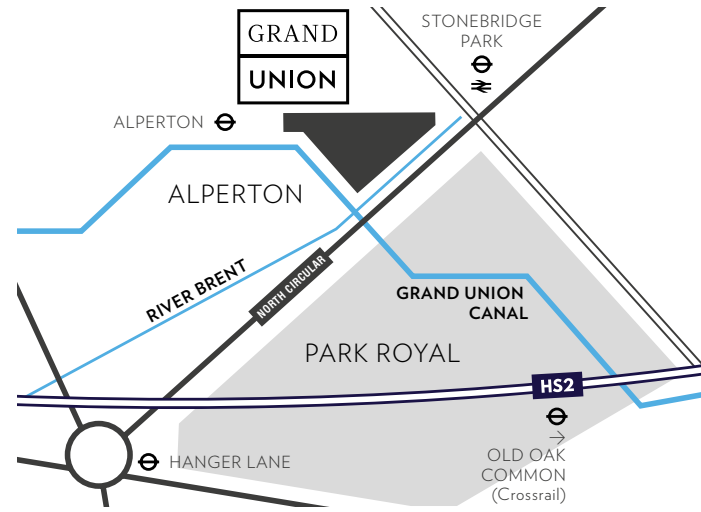 GRAND
UNION
STONEBRIDGE
PARK
ALPERTON
ALPERTON
RIVER BRENT
NORTH CIRCULAR
GRAND UNION
CANAL
PARK ROYAL
HS2
→
OLD OAK
COMMON
(Crossrail)
HANGER LANE